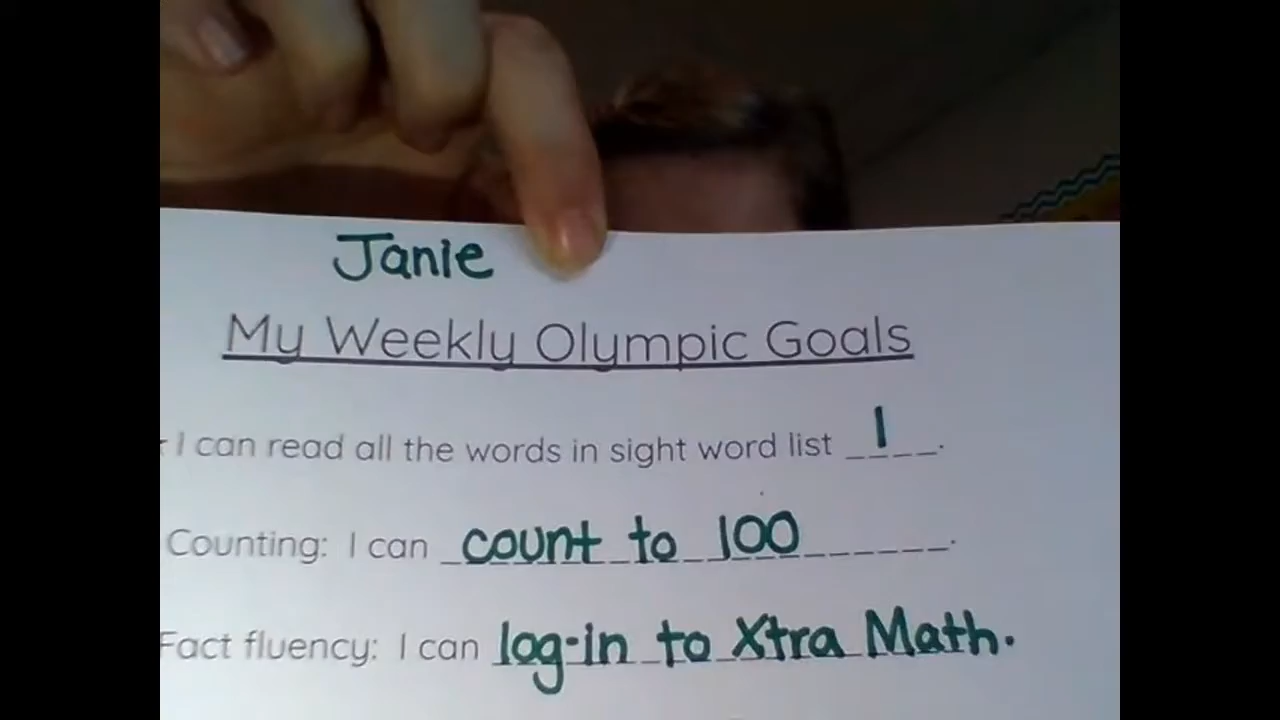 Janie
My Weekly Olympic Goals
I can read all the words in sight word list 1.
Counting: I can count to 100.
Fact fluency: I can log-in to Xtra Math.